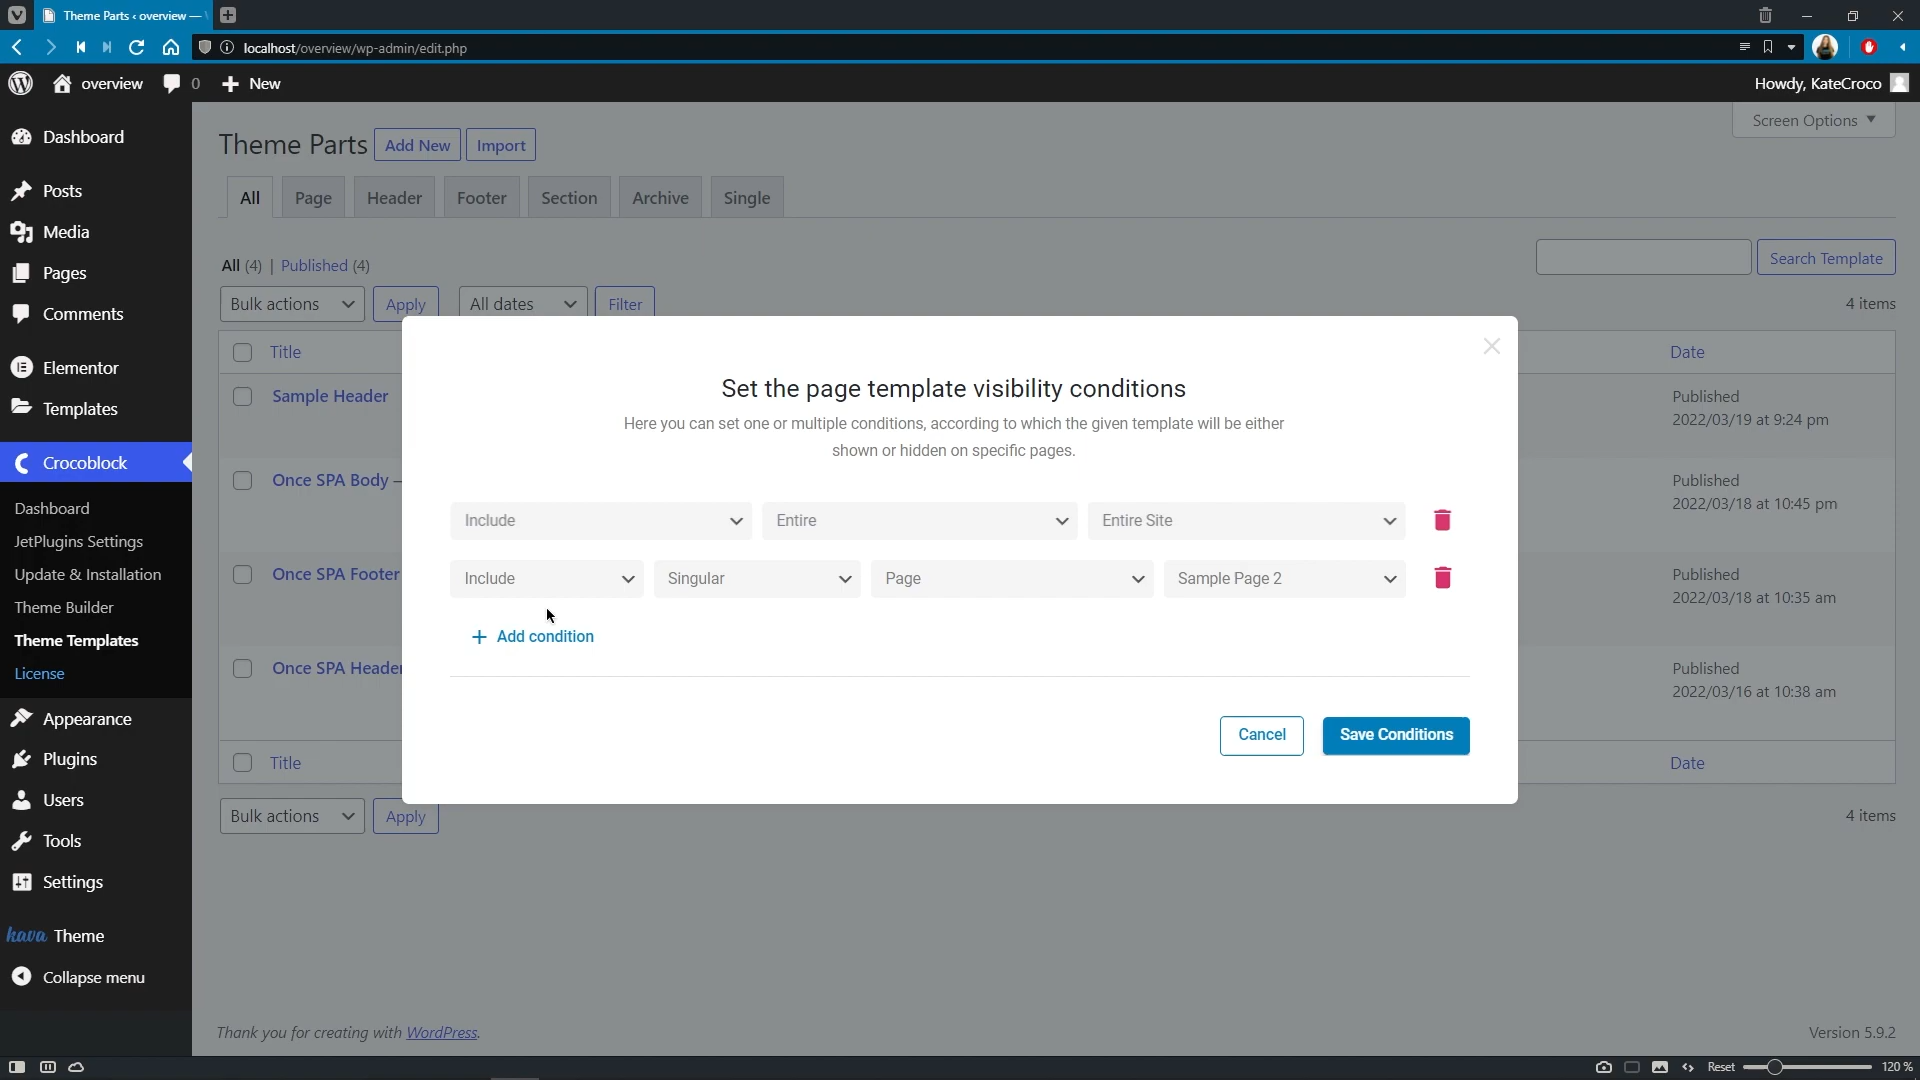 Theme Parts ‹ overview —
localhost/overview/wp-admin/edit.php
overview 0 New
Howdy, KateCroco
Dashboard
Posts
Media
Pages
Comments
Elementor
Templates
Crocoblock
Dashboard
JetPlugins Settings
Update & Installation
Theme Builder
Theme Templates
License
Appearance
Plugins
Users
Tools
Settings
hava Theme
Collapse menu
Screen Options
Theme Parts Add New Import
All Page Header Footer Section Archive Single
All (4) | Published (4)
Search Template
Bulk actions Apply All dates Filter
4 items
Title Date
Sample Header Published
2022/03/19 at 9:24 pm
Once SPA Body — Published
2022/03/18 at 10:45 pm
Once SPA Footer Published
2022/03/18 at 10:35 am
Once SPA Header Published
2022/03/16 at 10:38 am
Title Date
Bulk actions Apply
4 items
Set the page template visibility conditions
Here you can set one or multiple conditions, according to which the given template will be either
shown or hidden on specific pages.
Include Entire Entire Site
Include Singular Page Sample Page 2
Add condition
Cancel Save Conditions
Thank you for creating with WordPress.
Version 5.9.2
Reset 120 %